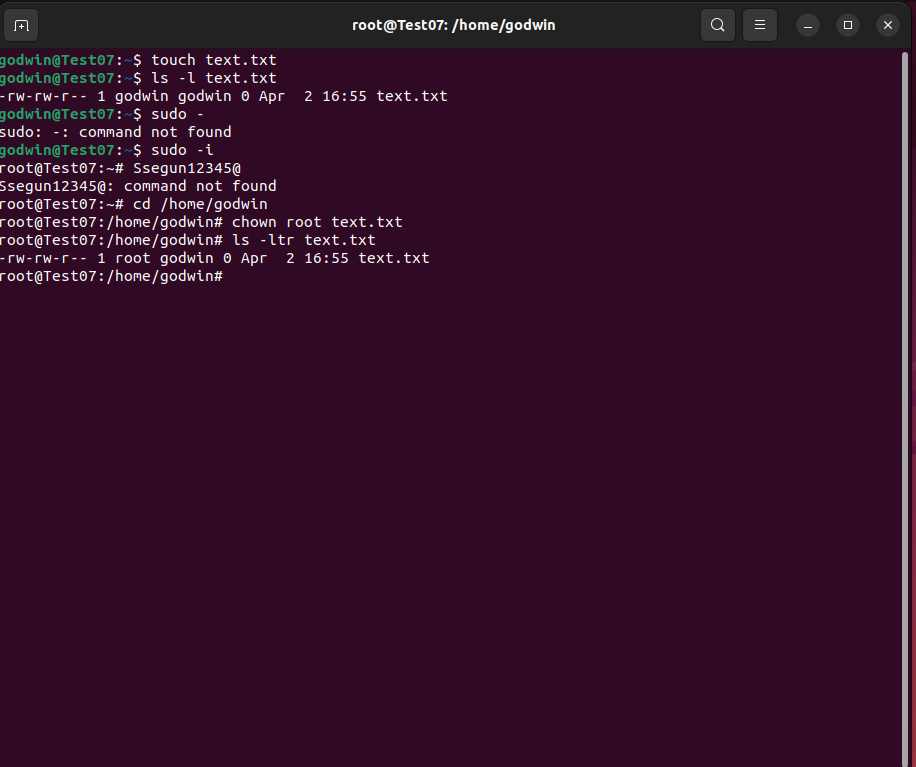 root@Test07: /home/godwin
godwin@Test07:~$ touch text.txt
godwin@Test07:~$ ls -l text.txt
-rw-rw-r-- 1 godwin godwin 0 Apr  2 16:55 text.txt
godwin@Test07:~$ sudo -
sudo: -: command not found
godwin@Test07:~$ sudo -i
root@Test07:~# Ssegun12345@
Ssegun12345@: command not found
root@Test07:~# cd /home/godwin
root@Test07:/home/godwin# chown root text.txt
root@Test07:/home/godwin# ls -ltr text.txt
-rw-rw-r-- 1 root godwin 0 Apr  2 16:55 text.txt
root@Test07:/home/godwin#